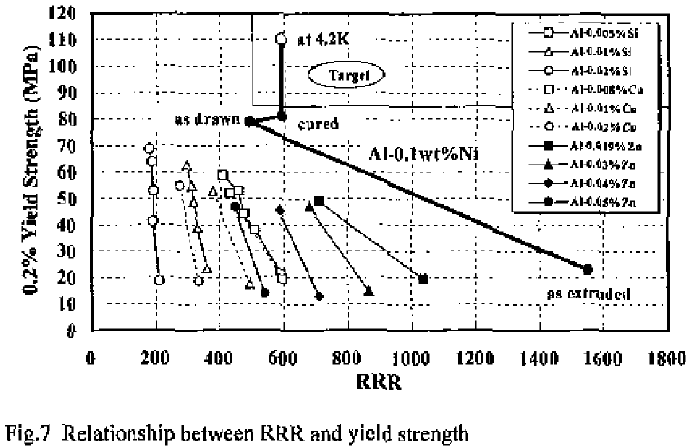 0.2% Yield Strength (MPa)
120
110
100
90
80
70
60
50
40
30
20
10
0
0 200 400 600 800 1000 1200 1400 1600 1800
RRR
at 4.2K
Target
as drawn
cured
Al-0.1wt%Ni
as extruded
Al-0.005%Si
Al-0.01%Si
Al-0.02%Si
Al-0.008%Cu
Al-0.01%Cu
Al-0.02%Cu
Al-0.019%Zn
Al-0.03%Zn
Al-0.04%Zn
Al-0.05%Zn
Fig.7 Relationship between RRR and yield strength